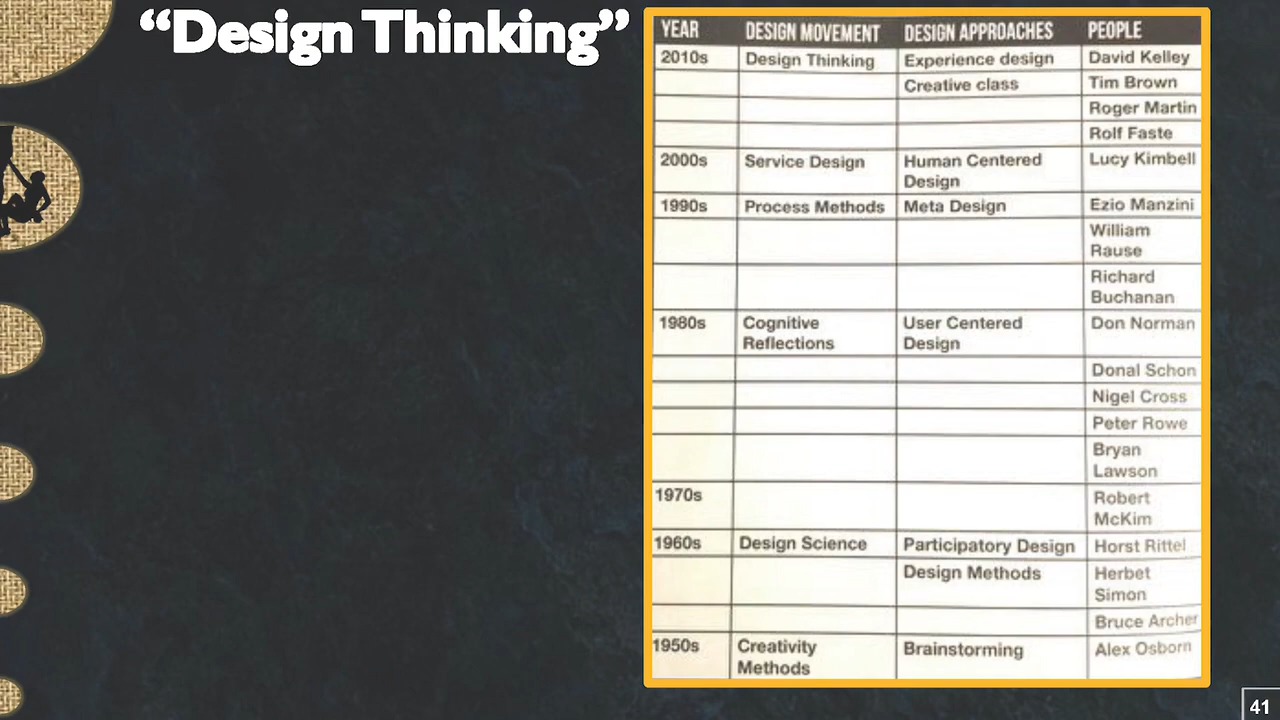 “Design Thinking”
YEAR DESIGN MOVEMENT DESIGN APPROACHES PEOPLE
2010s Design Thinking Experience design David Kelley
Creative class Tim Brown
Roger Martin
Rolf Faste
2000s Service Design Human Centered Lucy Kimbell
Design
1990s Process Methods Meta Design Ezio Manzini
William
Rause
Richard
Buchanan
1980s Cognitive User Centered Don Norman
Reflections Design
Donal Schon
Nigel Cross
Peter Rowe
Bryan
Lawson
1970s Robert
McKim
1960s Design Science Participatory Design Horst Rittel
Design Methods Herbet
Simon
Bruce Archer
1950s Creativity Brainstorming Alex Osborn
Methods
41